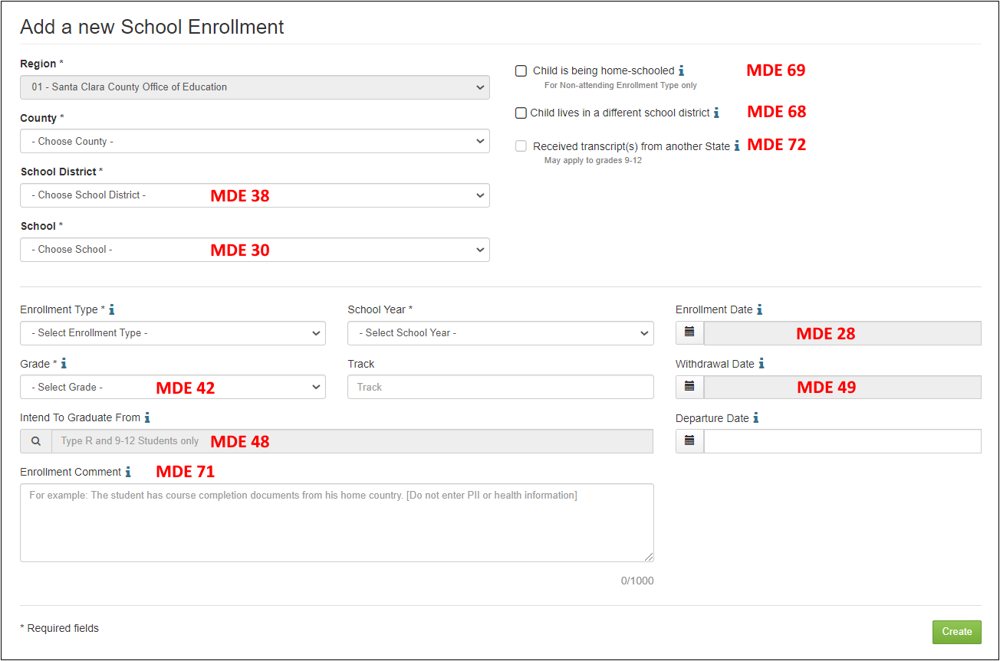 Add a new School Enrollment
Region *
01 - Santa Clara County Office of Education
County *
- Choose County -
School District *
- Choose School District - MDE 38
School *
- Choose School - MDE 30
Child is being home-schooled MDE 69
For Non-attending Enrollment Type only
Child lives in a different school district MDE 68
Received transcript(s) from another State MDE 72
May apply to grades 9-12
Enrollment Type * School Year * Enrollment Date
- Select Enrollment Type - - Select School Year - MDE 28
Grade * Track Withdrawal Date
- Select Grade - MDE 42 Track MDE 49
Intend To Graduate From Departure Date
Type R and 9-12 Students only MDE 48
Enrollment Comment MDE 71
For example: The student has course completion documents from his home country. [Do not enter PII or health information]
0/1000
* Required fields Create